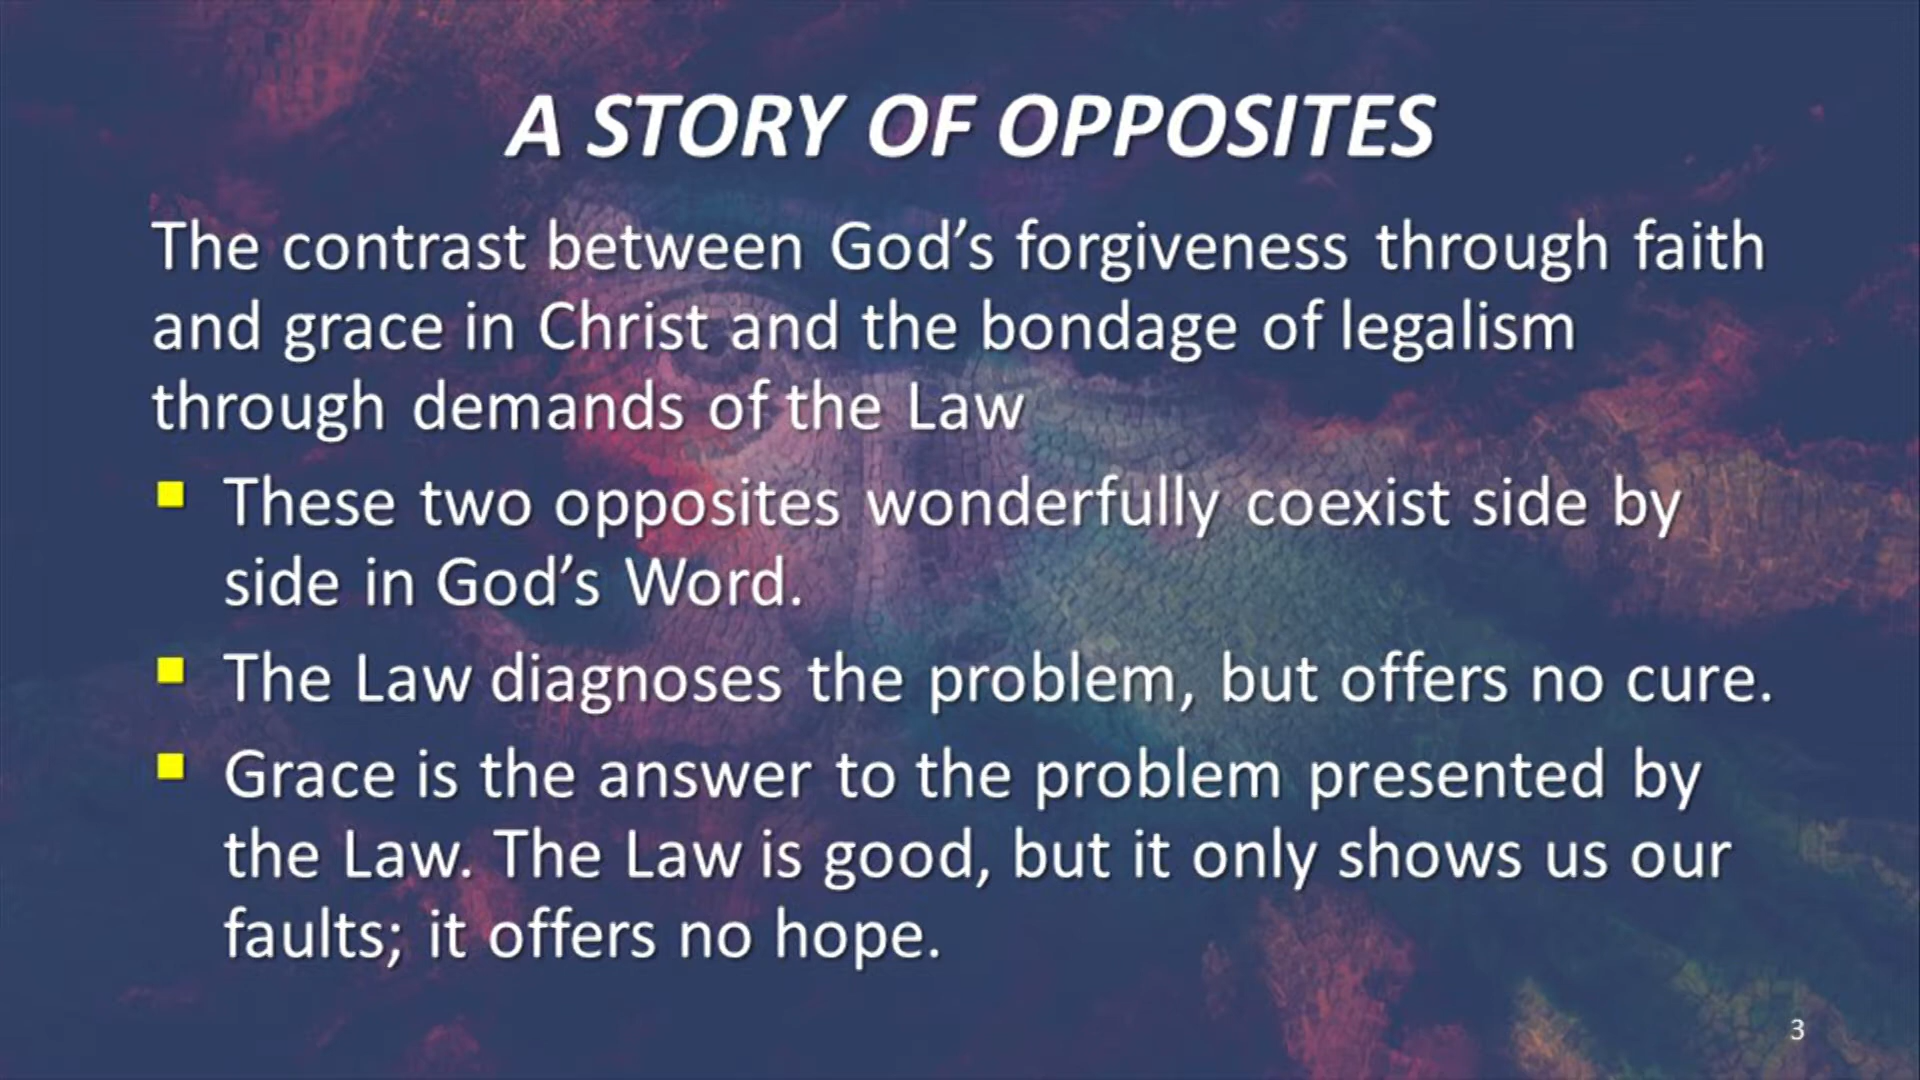 A STORY OF OPPOSITES
The contrast between God’s forgiveness through faith
and grace in Christ and the bondage of legalism
through demands of the Law
These two opposites wonderfully coexist side by
side in God’s Word.
The Law diagnoses the problem, but offers no cure.
Grace is the answer to the problem presented by
the Law. The Law is good, but it only shows us our
faults; it offers no hope.
3